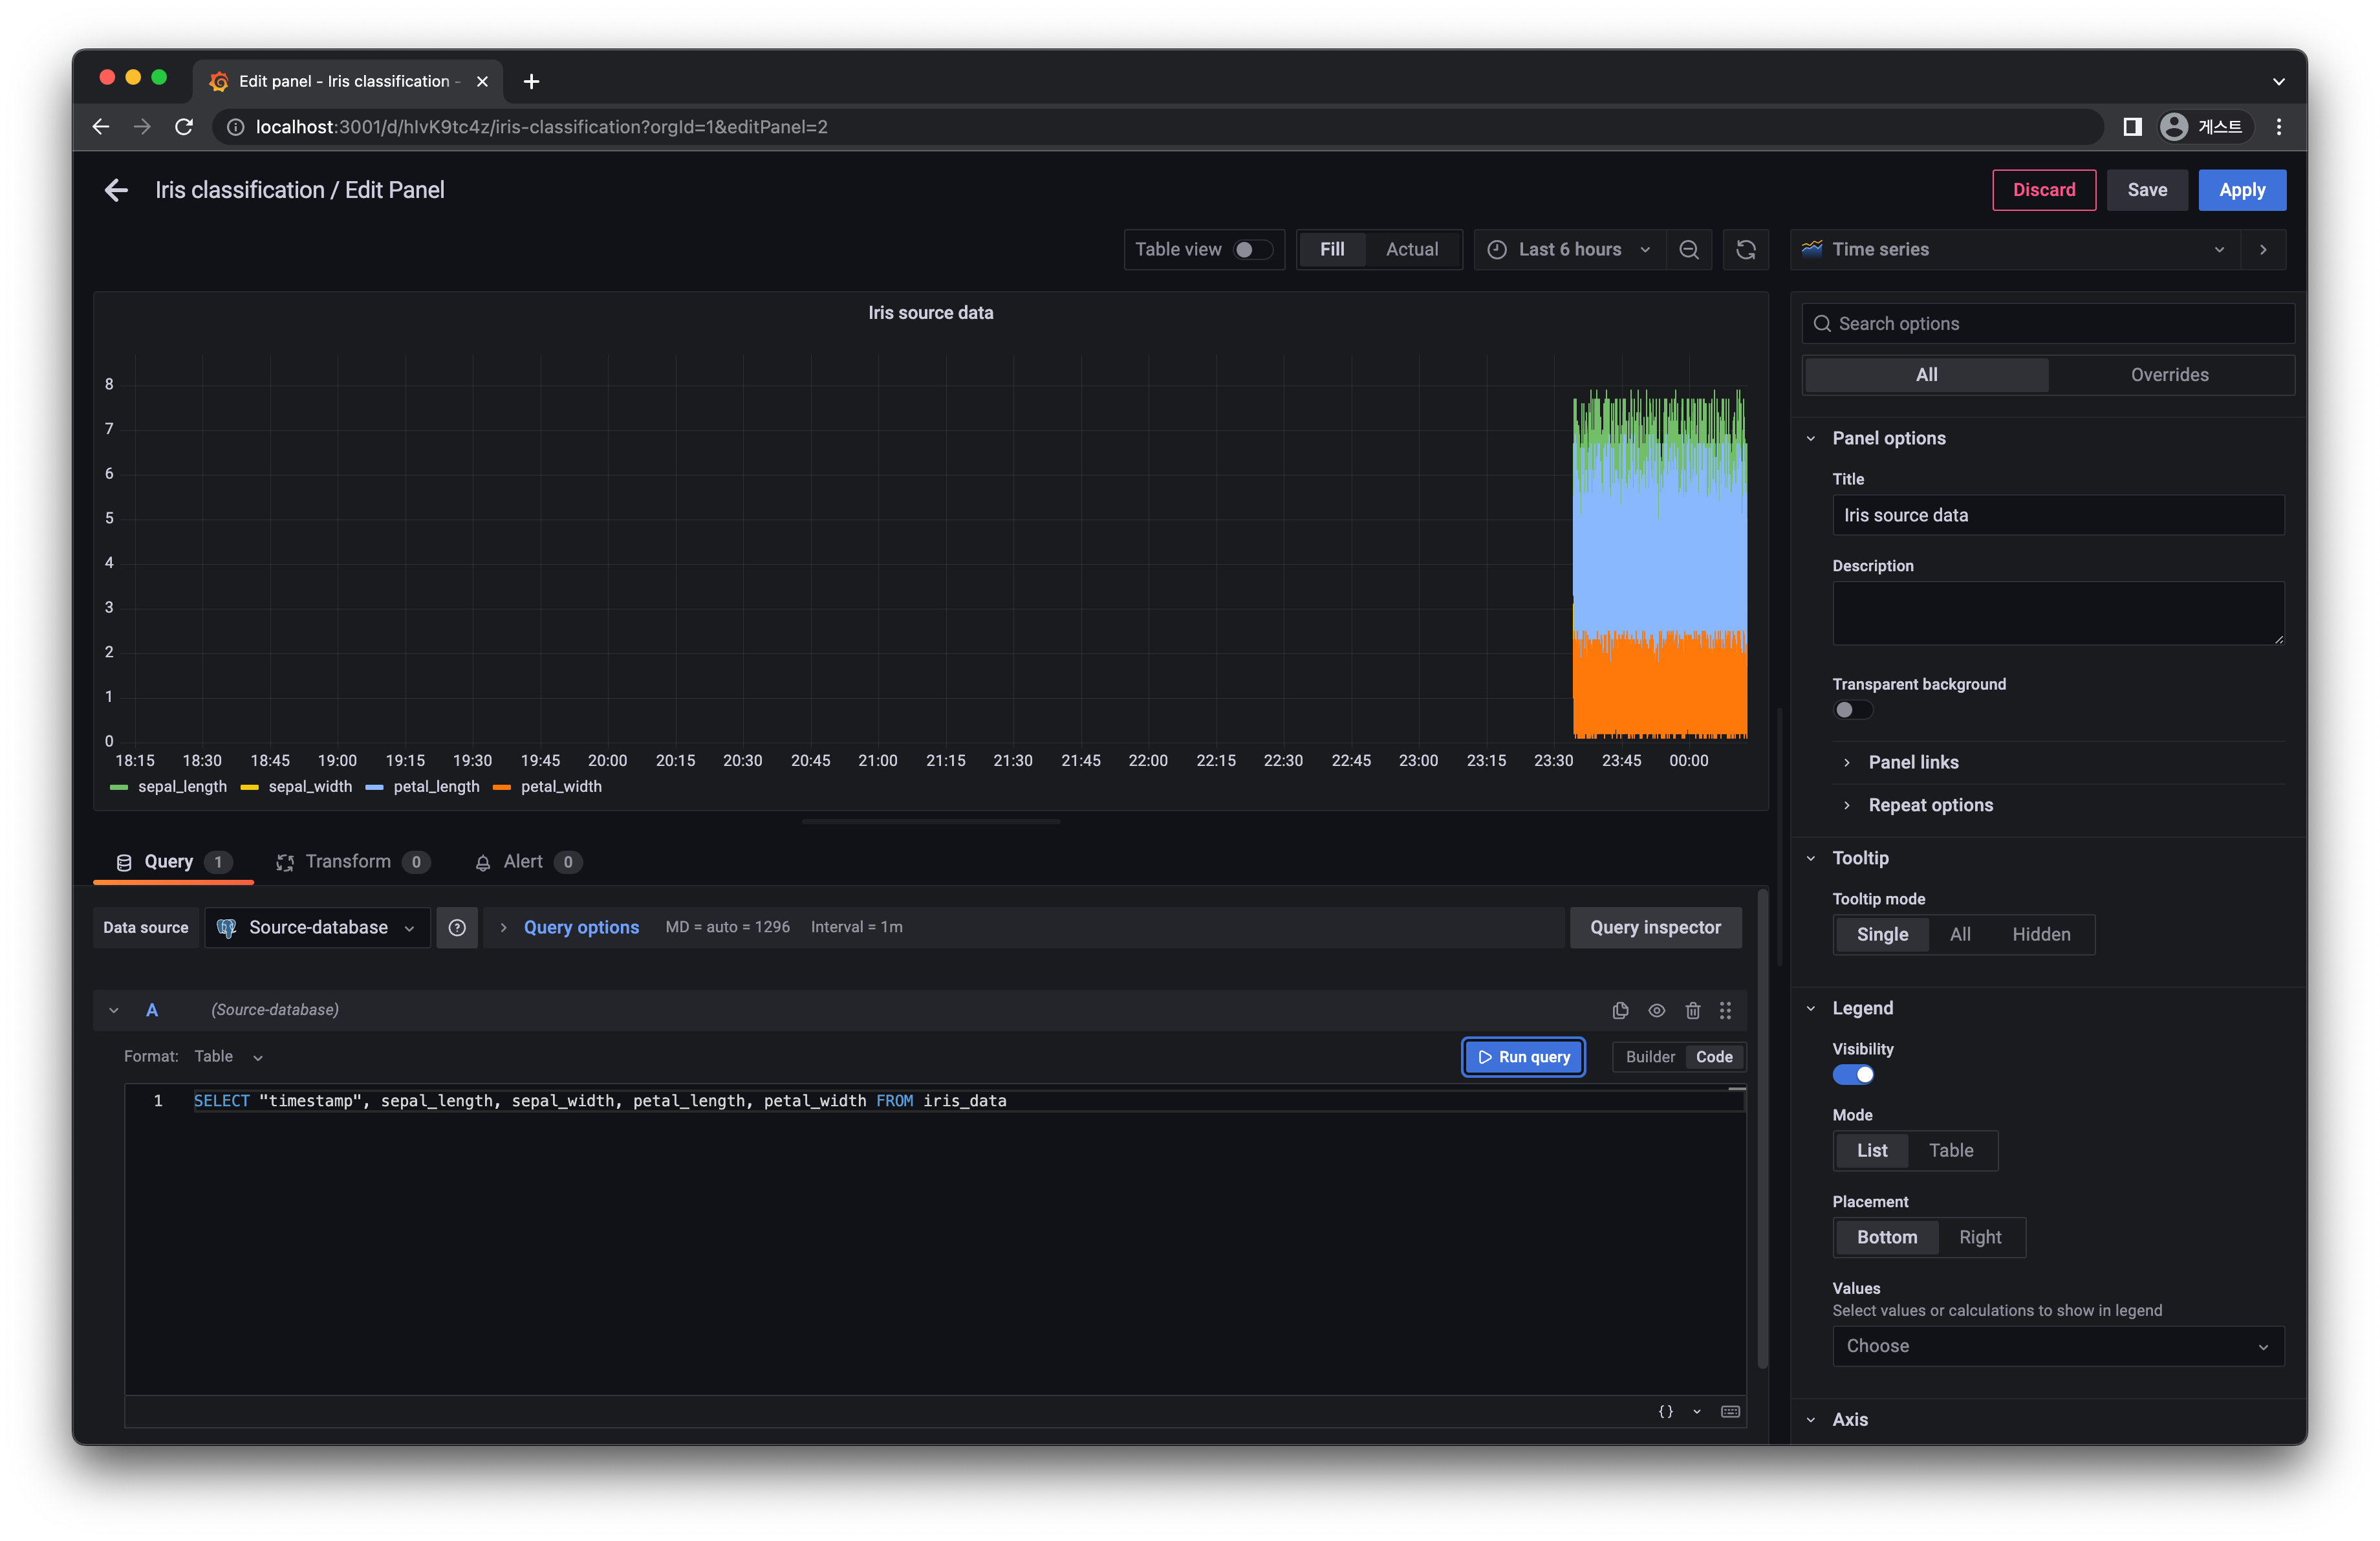 Edit panel - Iris classification -
localhost:3001/d/hIvK9tc4z/iris-classification?orgId=1&editPanel=2
게스트
Iris classification / Edit Panel
Discard
Save
Apply
Table view
Fill
Actual
Last 6 hours
Time series
Iris source data
8
7
6
5
4
3
2
1
0
18:15 18:30 18:45 19:00 19:15 19:30 19:45 20:00 20:15 20:30 20:45 21:00 21:15 21:30 21:45 22:00 22:15 22:30 22:45 23:00 23:15 23:30 23:45 00:00
sepal_length sepal_width petal_length petal_width
Query 1
Transform 0
Alert 0
Data source
Source-database
Query options
MD = auto = 1296
Interval = 1m
Query inspector
A
(Source-database)
Format: Table
Run query
Builder
Code
1
SELECT "timestamp", sepal_length, sepal_width, petal_length, petal_width FROM iris_data
{}
Search options
All
Overrides
Panel options
Title
Iris source data
Description
Transparent background
Panel links
Repeat options
Tooltip
Tooltip mode
Single
All
Hidden
Legend
Visibility
Mode
List
Table
Placement
Bottom
Right
Values
Select values or calculations to show in legend
Choose
Axis